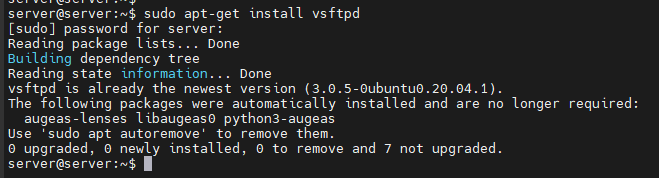 server@server:~$
server@server:~$ sudo apt-get install vsftpd
[sudo] password for server:
Reading package lists... Done
Building dependency tree
Reading state information... Done
vsftpd is already the newest version (3.0.5-0ubuntu0.20.04.1).
The following packages were automatically installed and are no longer required:
  augeas-lenses libaugeas0 python3-augeas
Use 'sudo apt autoremove' to remove them.
0 upgraded, 0 newly installed, 0 to remove and 7 not upgraded.
server@server:~$